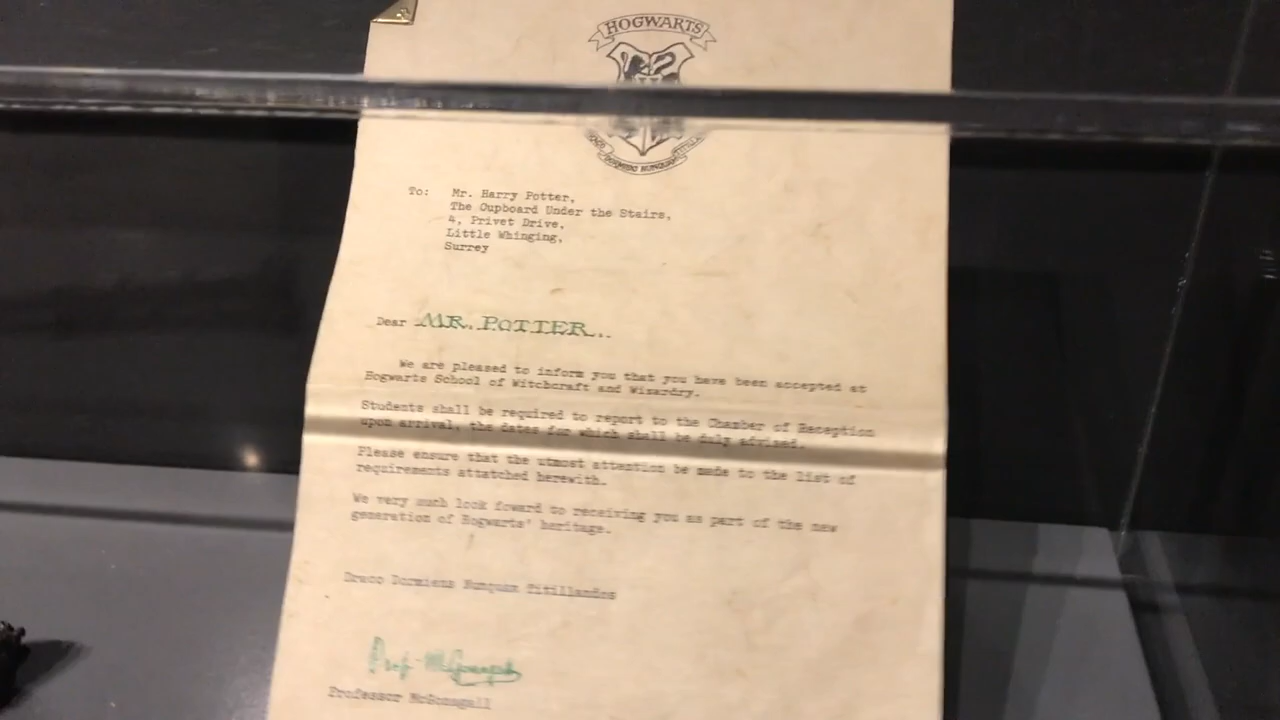 HOGWARTS
DORMIENS NUNQUAM
To: Mr. Harry Potter,
The Cupboard Under the Stairs,
4, Privet Drive,
Little Whinging,
Surrey
Dear MR. POTTER..
We are pleased to inform you that you have been accepted at
Hogwarts School of Witchcraft and Wizardry.
Students shall be required to report to the Chamber of Reception
upon arrival, the dates for which shall be duly advised.
Please ensure that the utmost attention be made to the list of
requirements attatched herewith.
We very much look foward to receiving you as part of the new
generation of Hogwarts' heritage.
Draco Dormiens Nunquam Titillandus
Prof. McGonagall
Professor McGonagall